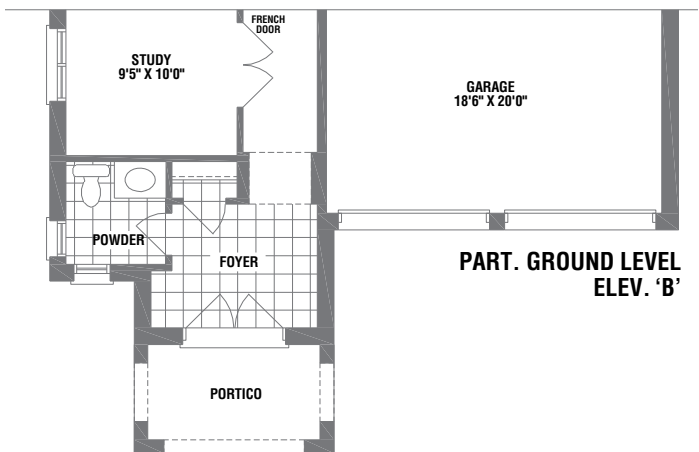 FRENCH
DOOR
STUDY
9'5" X 10'0"
GARAGE
18'6" X 20'0"
POWDER
FOYER
PART. GROUND LEVEL
ELEV. ‘B’
PORTICO